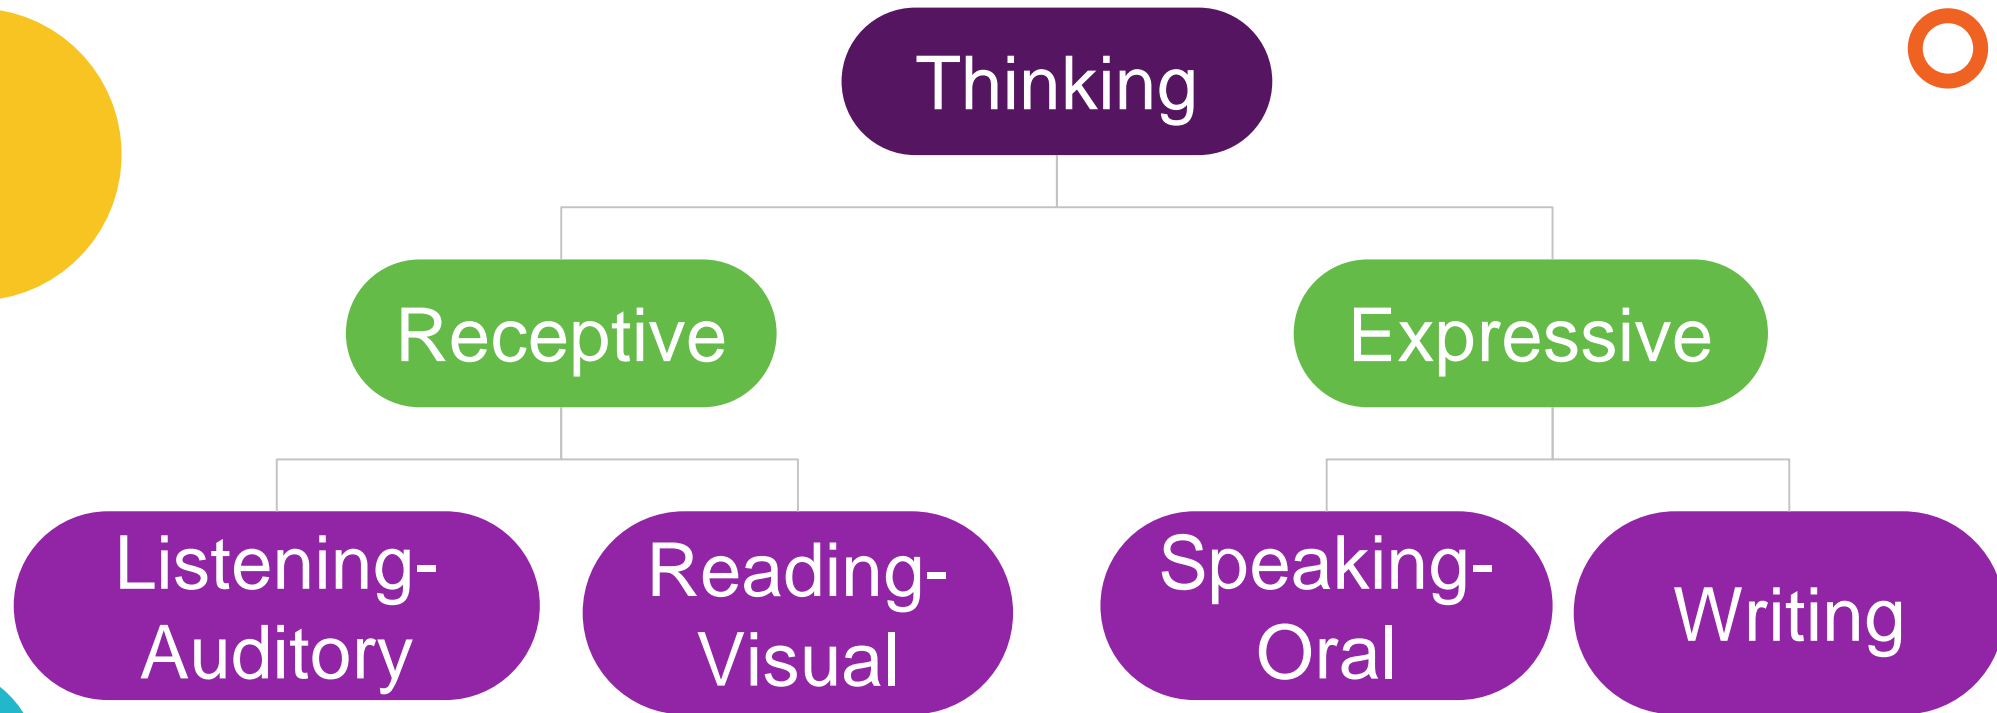 Thinking
Receptive
Expressive
Listening-
Auditory
Reading-
Visual
Speaking-
Oral
Writing